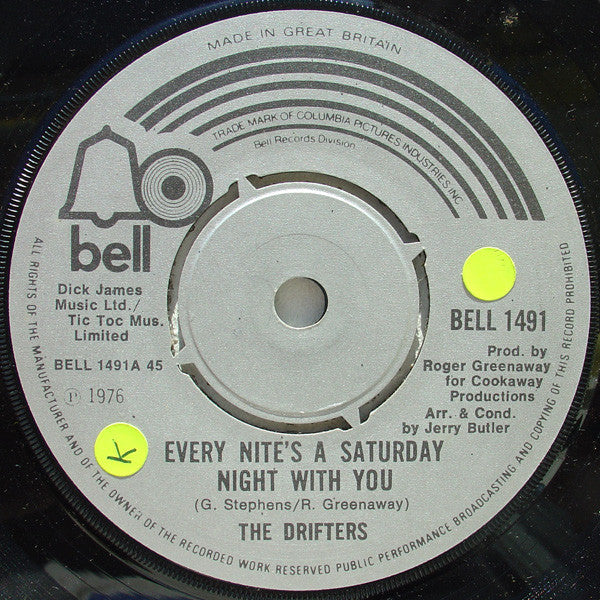 MADE IN GREAT BRITAIN
TRADE MARK OF COLUMBIA PICTURES INDUSTRIES, INC.
Bell Records Division
bell
Dick James
Music Ltd./
Tic Toc Mus.
Limited
BELL 1491A 45
Ⓟ 1976
BELL 1491
Prod. by
Roger Greenaway
for Cookaway
Productions
Arr. & Cond.
by Jerry Butler
K
EVERY NITE'S A SATURDAY
NIGHT WITH YOU
(G. Stephens/R. Greenaway)
THE DRIFTERS
ALL RIGHTS OF THE MANUFACTURER AND OF THE OWNER OF THE RECORDED WORK RESERVED PUBLIC PERFORMANCE BROADCASTING AND COPYING OF THIS RECORD PROHIBITED